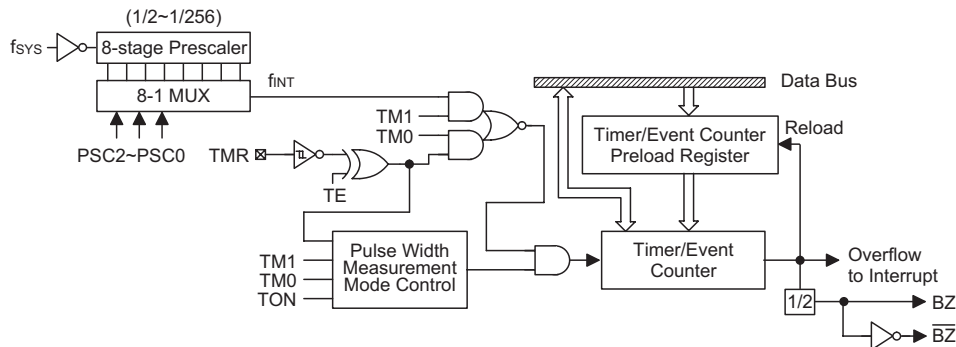 (1/2~1/256)
fSYS
8-stage Prescaler
8-1 MUX
fINT
PSC2~PSC0
TMR
TE
TM1
TM0
TM1
TM0
TON
Pulse Width
Measurement
Mode Control
Data Bus
Timer/Event Counter
Preload Register
Reload
Timer/Event
Counter
Overflow
to Interrupt
1/2
BZ
B̅Z̅